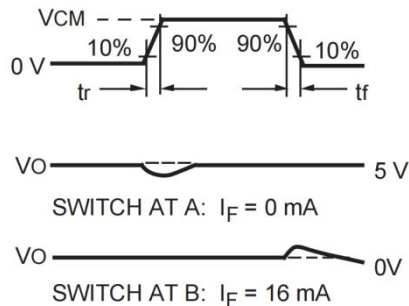 VCM
10% 90% 90% 10%
0 V
tr tf
VO 5 V
SWITCH AT A: IF = 0 mA
VO 0V
SWITCH AT B: IF = 16 mA